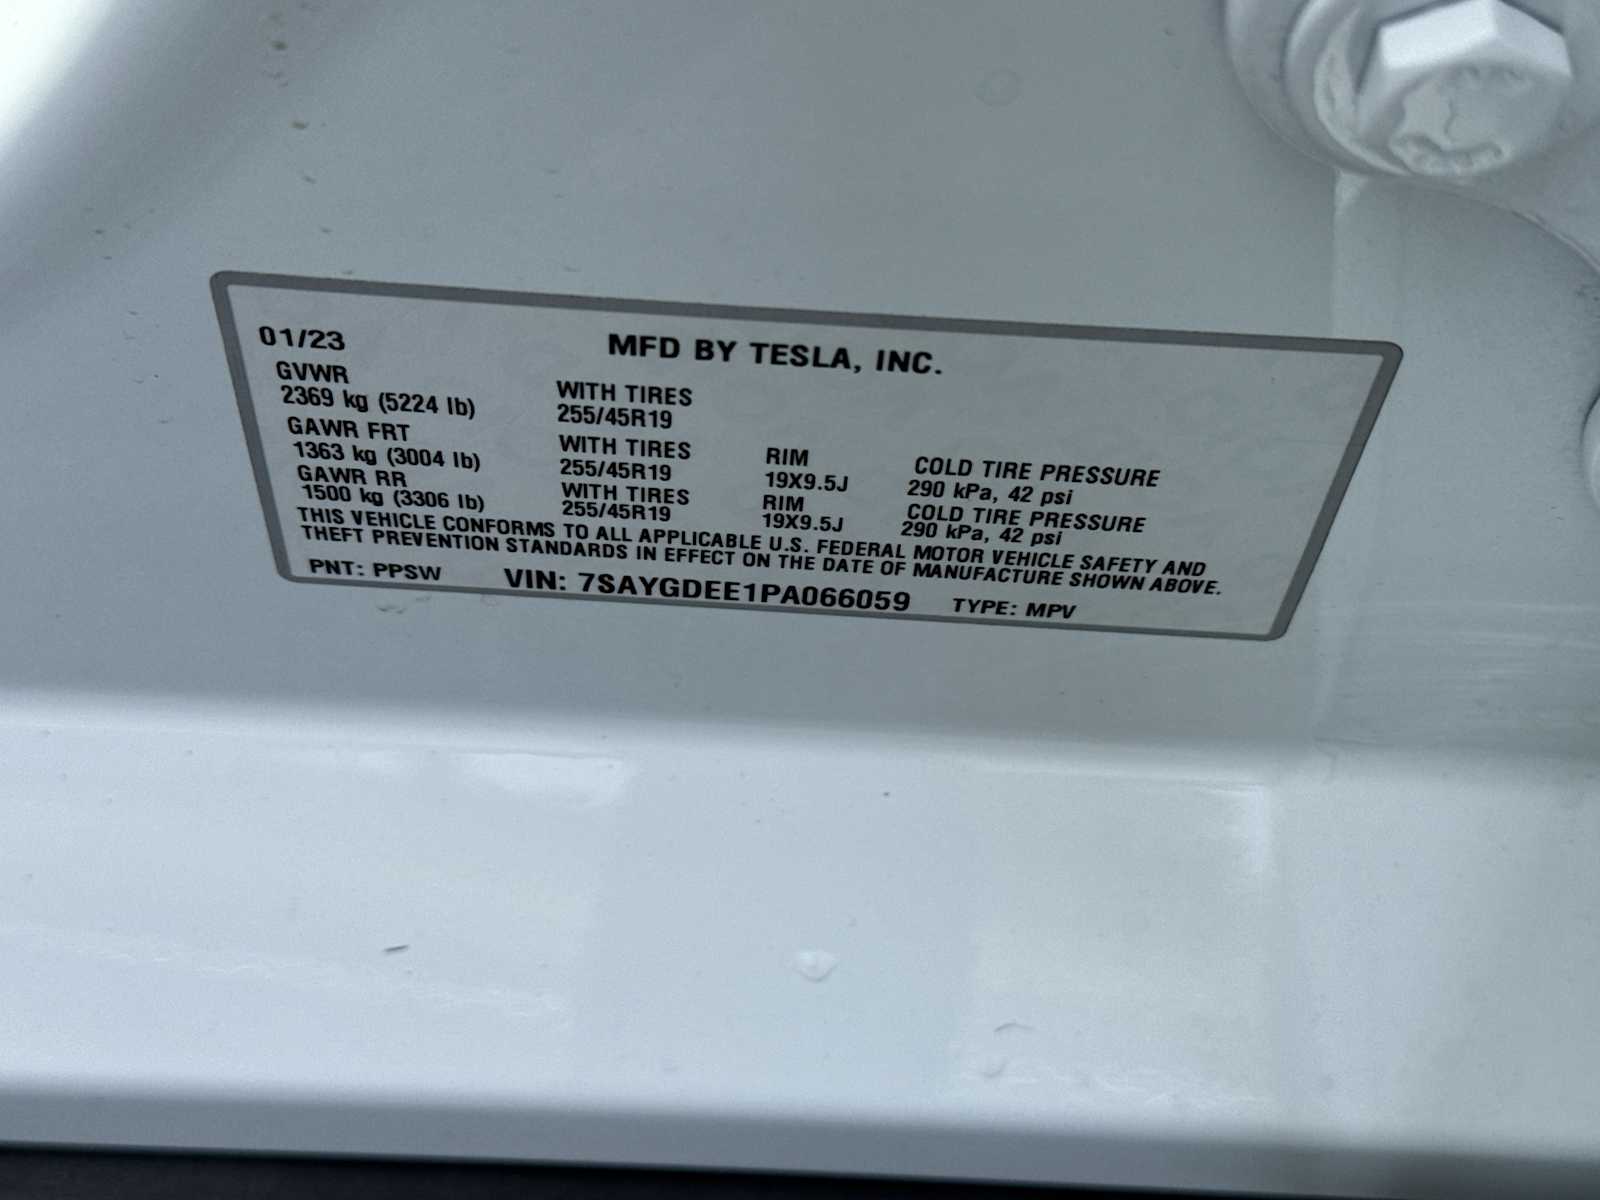 01/23 MFD BY TESLA, INC.
GVWR
2369 kg (5224 lb) WITH TIRES
255/45R19
GAWR FRT
1363 kg (3004 lb) WITH TIRES
255/45R19 RIM
19X9.5J COLD TIRE PRESSURE
290 kPa, 42 psi
GAWR RR
1500 kg (3306 lb) WITH TIRES
255/45R19 RIM
19X9.5J COLD TIRE PRESSURE
290 kPa, 42 psi
THIS VEHICLE CONFORMS TO ALL APPLICABLE U.S. FEDERAL MOTOR VEHICLE SAFETY AND
THEFT PREVENTION STANDARDS IN EFFECT ON THE DATE OF MANUFACTURE SHOWN ABOVE.
PNT: PPSW VIN: 7SAYGDEE1PA066059 TYPE: MPV